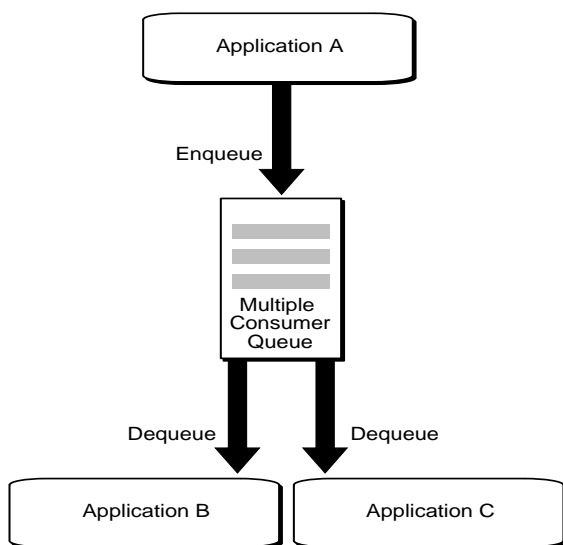 Application A
Enqueue
Multiple
Consumer
Queue
Dequeue
Dequeue
Application B
Application C